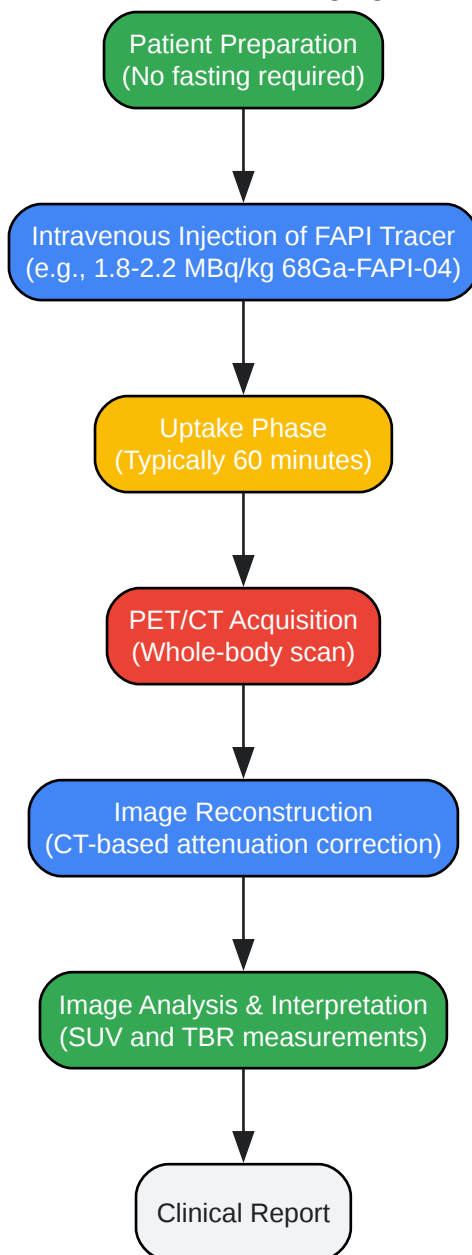 Patient Preparation
(No fasting required)
Intravenous Injection of FAPI Tracer
(e.g., 1.8-2.2 MBq/kg 68Ga-FAPI-04)
Uptake Phase
(Typically 60 minutes)
PET/CT Acquisition
(Whole-body scan)
Image Reconstruction
(CT-based attenuation correction)
Image Analysis & Interpretation
(SUV and TBR measurements)
Clinical Report